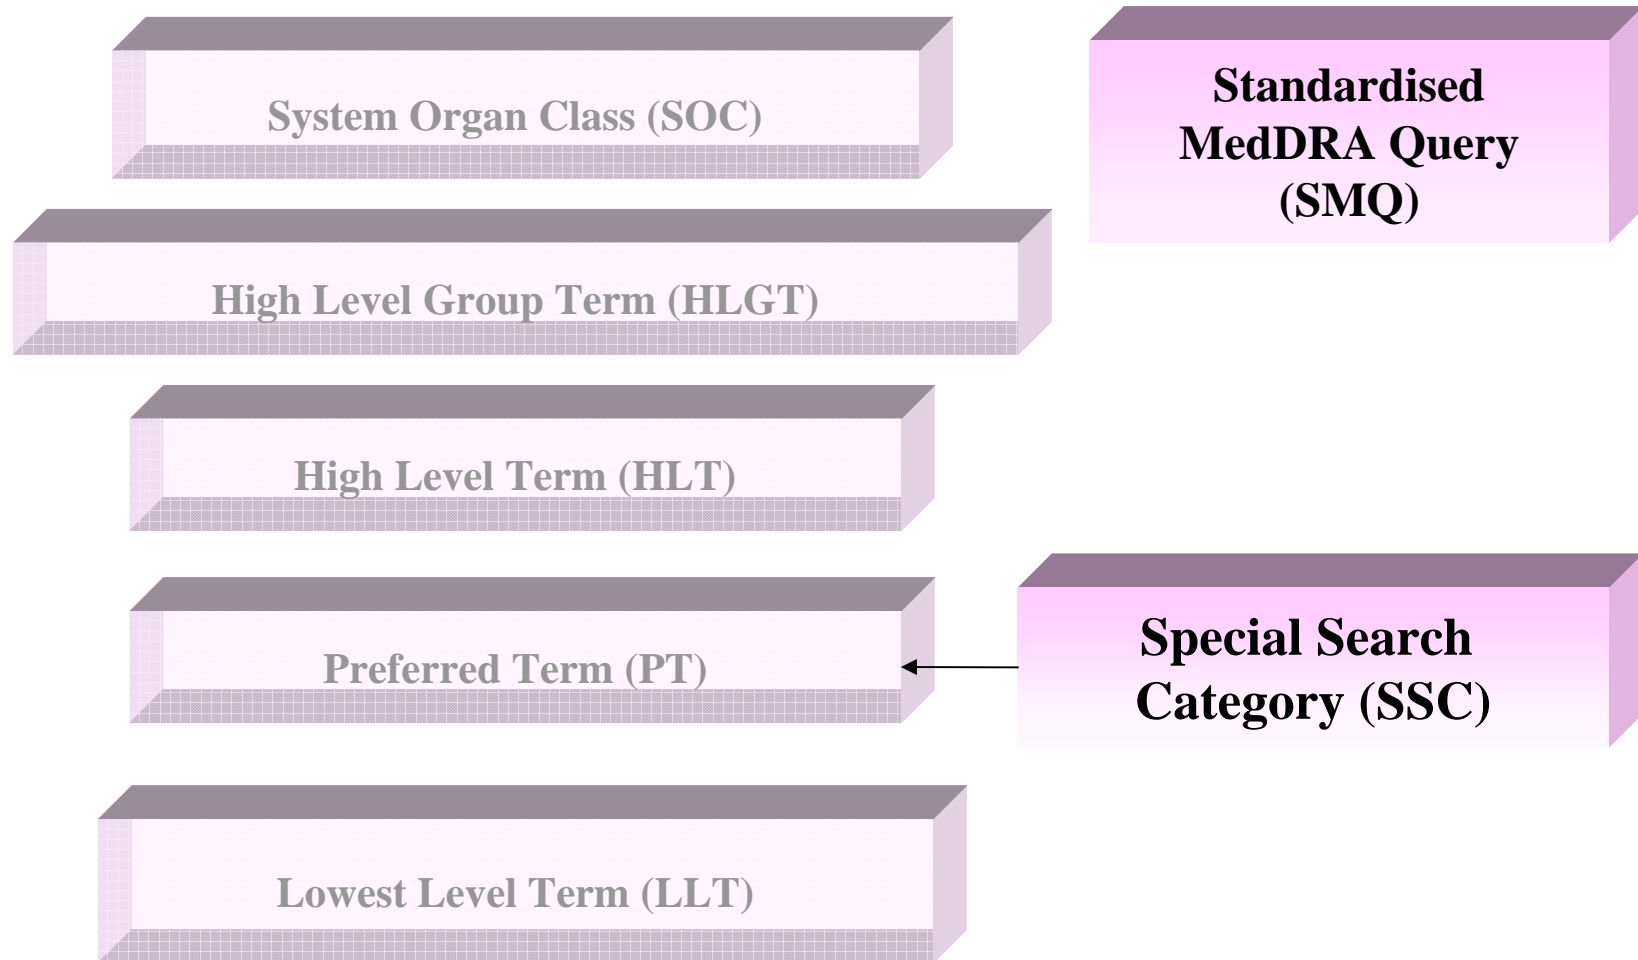 System Organ Class (SOC)
Standardised
MedDRA Query
(SMQ)
High Level Group Term (HLGT)
High Level Term (HLT)
Preferred Term (PT)
Special Search
Category (SSC)
Lowest Level Term (LLT)